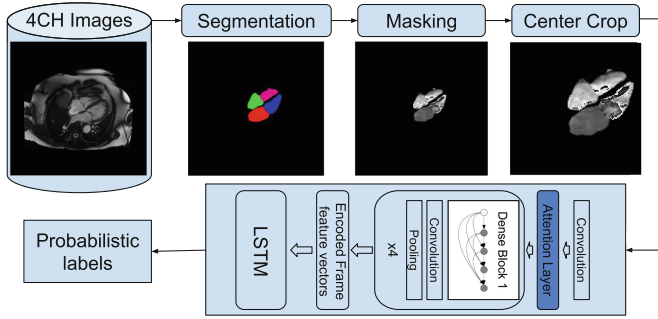 4CH Images
Segmentation
Masking
Center Crop
Convolution
Attention Layer
Dense Block 1
Convolution
Pooling
x4
Encoded Frame
feature vectors
LSTM
Probabilistic
labels